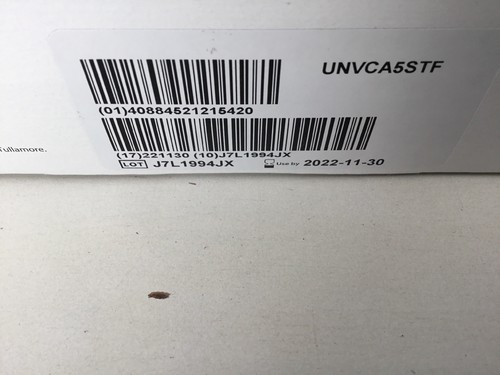 UNVCA5STF
(01)40884521215420
Tullamore.
(17)221130 (10)J7L1994JX
LOT J7L1994JX Use by 2022-11-30